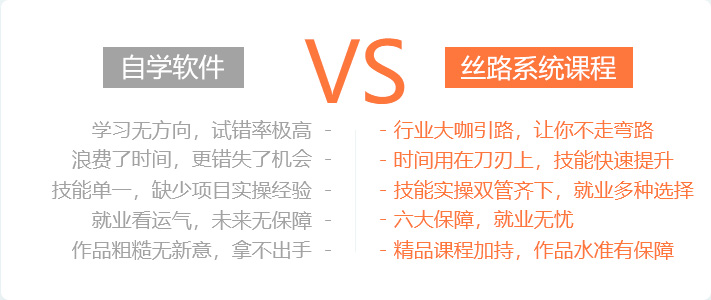 自学软件
VS
丝路系统课程
学习无方向，试错率极高 -
浪费了时间，更错失了机会 -
技能单一，缺少项目实操经验 -
就业看运气，未来无保障 -
作品粗糙无新意，拿不出手 -
- 行业大咖引路，让你不走弯路
- 时间用在刀刃上，技能快速提升
- 技能实操双管齐下，就业多种选择
- 六大保障，就业无忧
- 精品课程加持，作品水准有保障